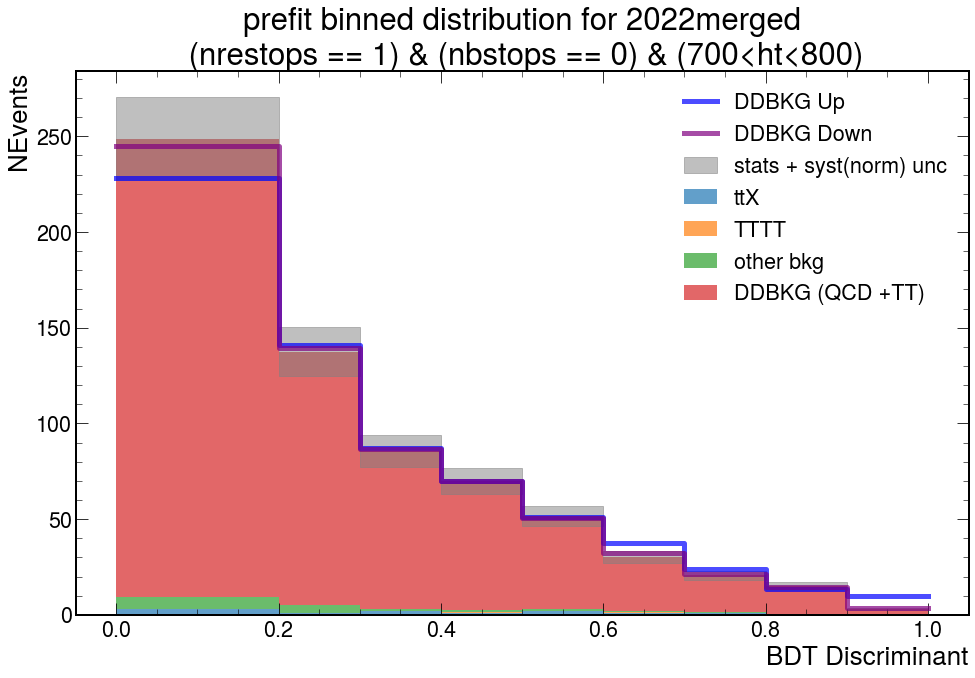 prefit binned distribution for 2022merged
(nrestops == 1) & (nbstops == 0) & (700<ht<800)
NEvents
DDBKG Up
DDBKG Down
stats + syst(norm) unc
ttX
TTTT
other bkg
DDBKG (QCD +TT)
250
200
150
100
50
0
0.0 0.2 0.4 0.6 0.8 1.0
BDT Discriminant